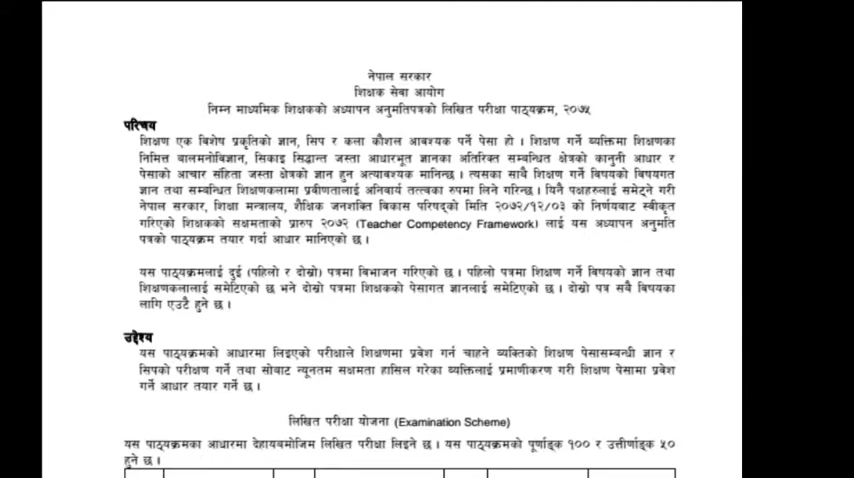 नेपाल सरकार
शिक्षक सेवा आयोग
निम्न माध्यमिक शिक्षकको अध्यापन अनुमतिपत्रको लिखित परीक्षा पाठ्यक्रम, २०७५
परिचय
शिक्षण एक विशेष प्रकृतिको ज्ञान, सिप र कला कौशल आवश्यक पर्ने पेसा हो । शिक्षण गर्ने व्यक्तिमा शिक्षणका
निमित्त बालमनोविज्ञान, सिकाइ सिद्धान्त जस्ता आधारभूत ज्ञानका अतिरिक्त सम्बन्धित क्षेत्रको कानुनी आधार र
पेसाको आचार संहिता जस्ता क्षेत्रको ज्ञान हुन अत्यावश्यक मानिन्छ । त्यसका साथै शिक्षण गर्ने विषयको विषयगत
ज्ञान तथा सम्बन्धित शिक्षणकलामा प्रवीणतालाई अनिवार्य तत्त्वका रुपमा लिने गरिन्छ । यिनै पक्षहरुलाई समेट्ने गरी
नेपाल सरकार, शिक्षा मन्त्रालय, शैक्षिक जनशक्ति विकास परिषद्को मिति २०७२/१२/०३ को निर्णयबाट स्वीकृत
गरिएको शिक्षकको सक्षमताको प्रारुप २०७२ (Teacher Competency Framework) लाई यस अध्यापन अनुमति
पत्रको पाठ्यक्रम तयार गर्दा आधार मानिएको छ ।
यस पाठ्यक्रमलाई दुई (पहिलो र दोस्रो) पत्रमा विभाजन गरिएको छ । पहिलो पत्रमा शिक्षण गर्ने विषयको ज्ञान तथा
शिक्षणकलालाई समेटिएको छ भने दोस्रो पत्रमा शिक्षकको पेसागत ज्ञानलाई समेटिएको छ । दोस्रो पत्र सबै विषयका
लागि एउटै हुने छ ।
उद्देश्य
यस पाठ्यक्रमको आधारमा लिइएको परीक्षाले शिक्षणमा प्रवेश गर्न चाहने व्यक्तिको शिक्षण पेसासम्बन्धी ज्ञान र
सिपको परीक्षण गर्ने तथा सोबाट न्यूनतम सक्षमता हासिल गरेका व्यक्तिलाई प्रमाणीकरण गरी शिक्षण पेसामा प्रवेश
गर्ने आधार तयार गर्ने छ ।
लिखित परीक्षा योजना (Examination Scheme)
यस पाठ्यक्रमका आधारमा देहायबमोजिम लिखित परीक्षा लिइने छ । यस पाठ्यक्रमको पूर्णाङ्क १०० र उत्तीर्णाङ्क ५०
हुने छ ।